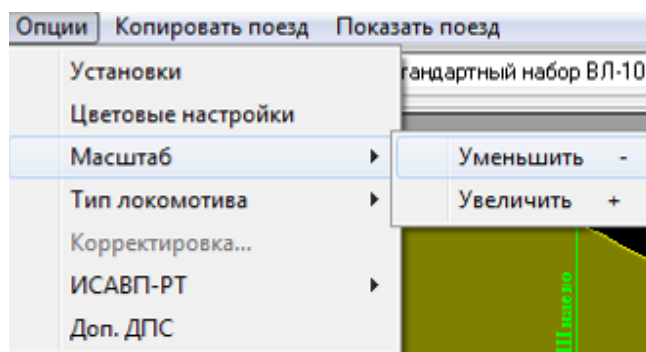 Опции Копировать поезд Показать поезд
Установки
тандартный набор ВЛ-10
Цветовые настройки
Масштаб
Уменьшить -
Тип локомотива
Увеличить +
Корректировка...
ИСАВП-РТ
Доп. ДПС